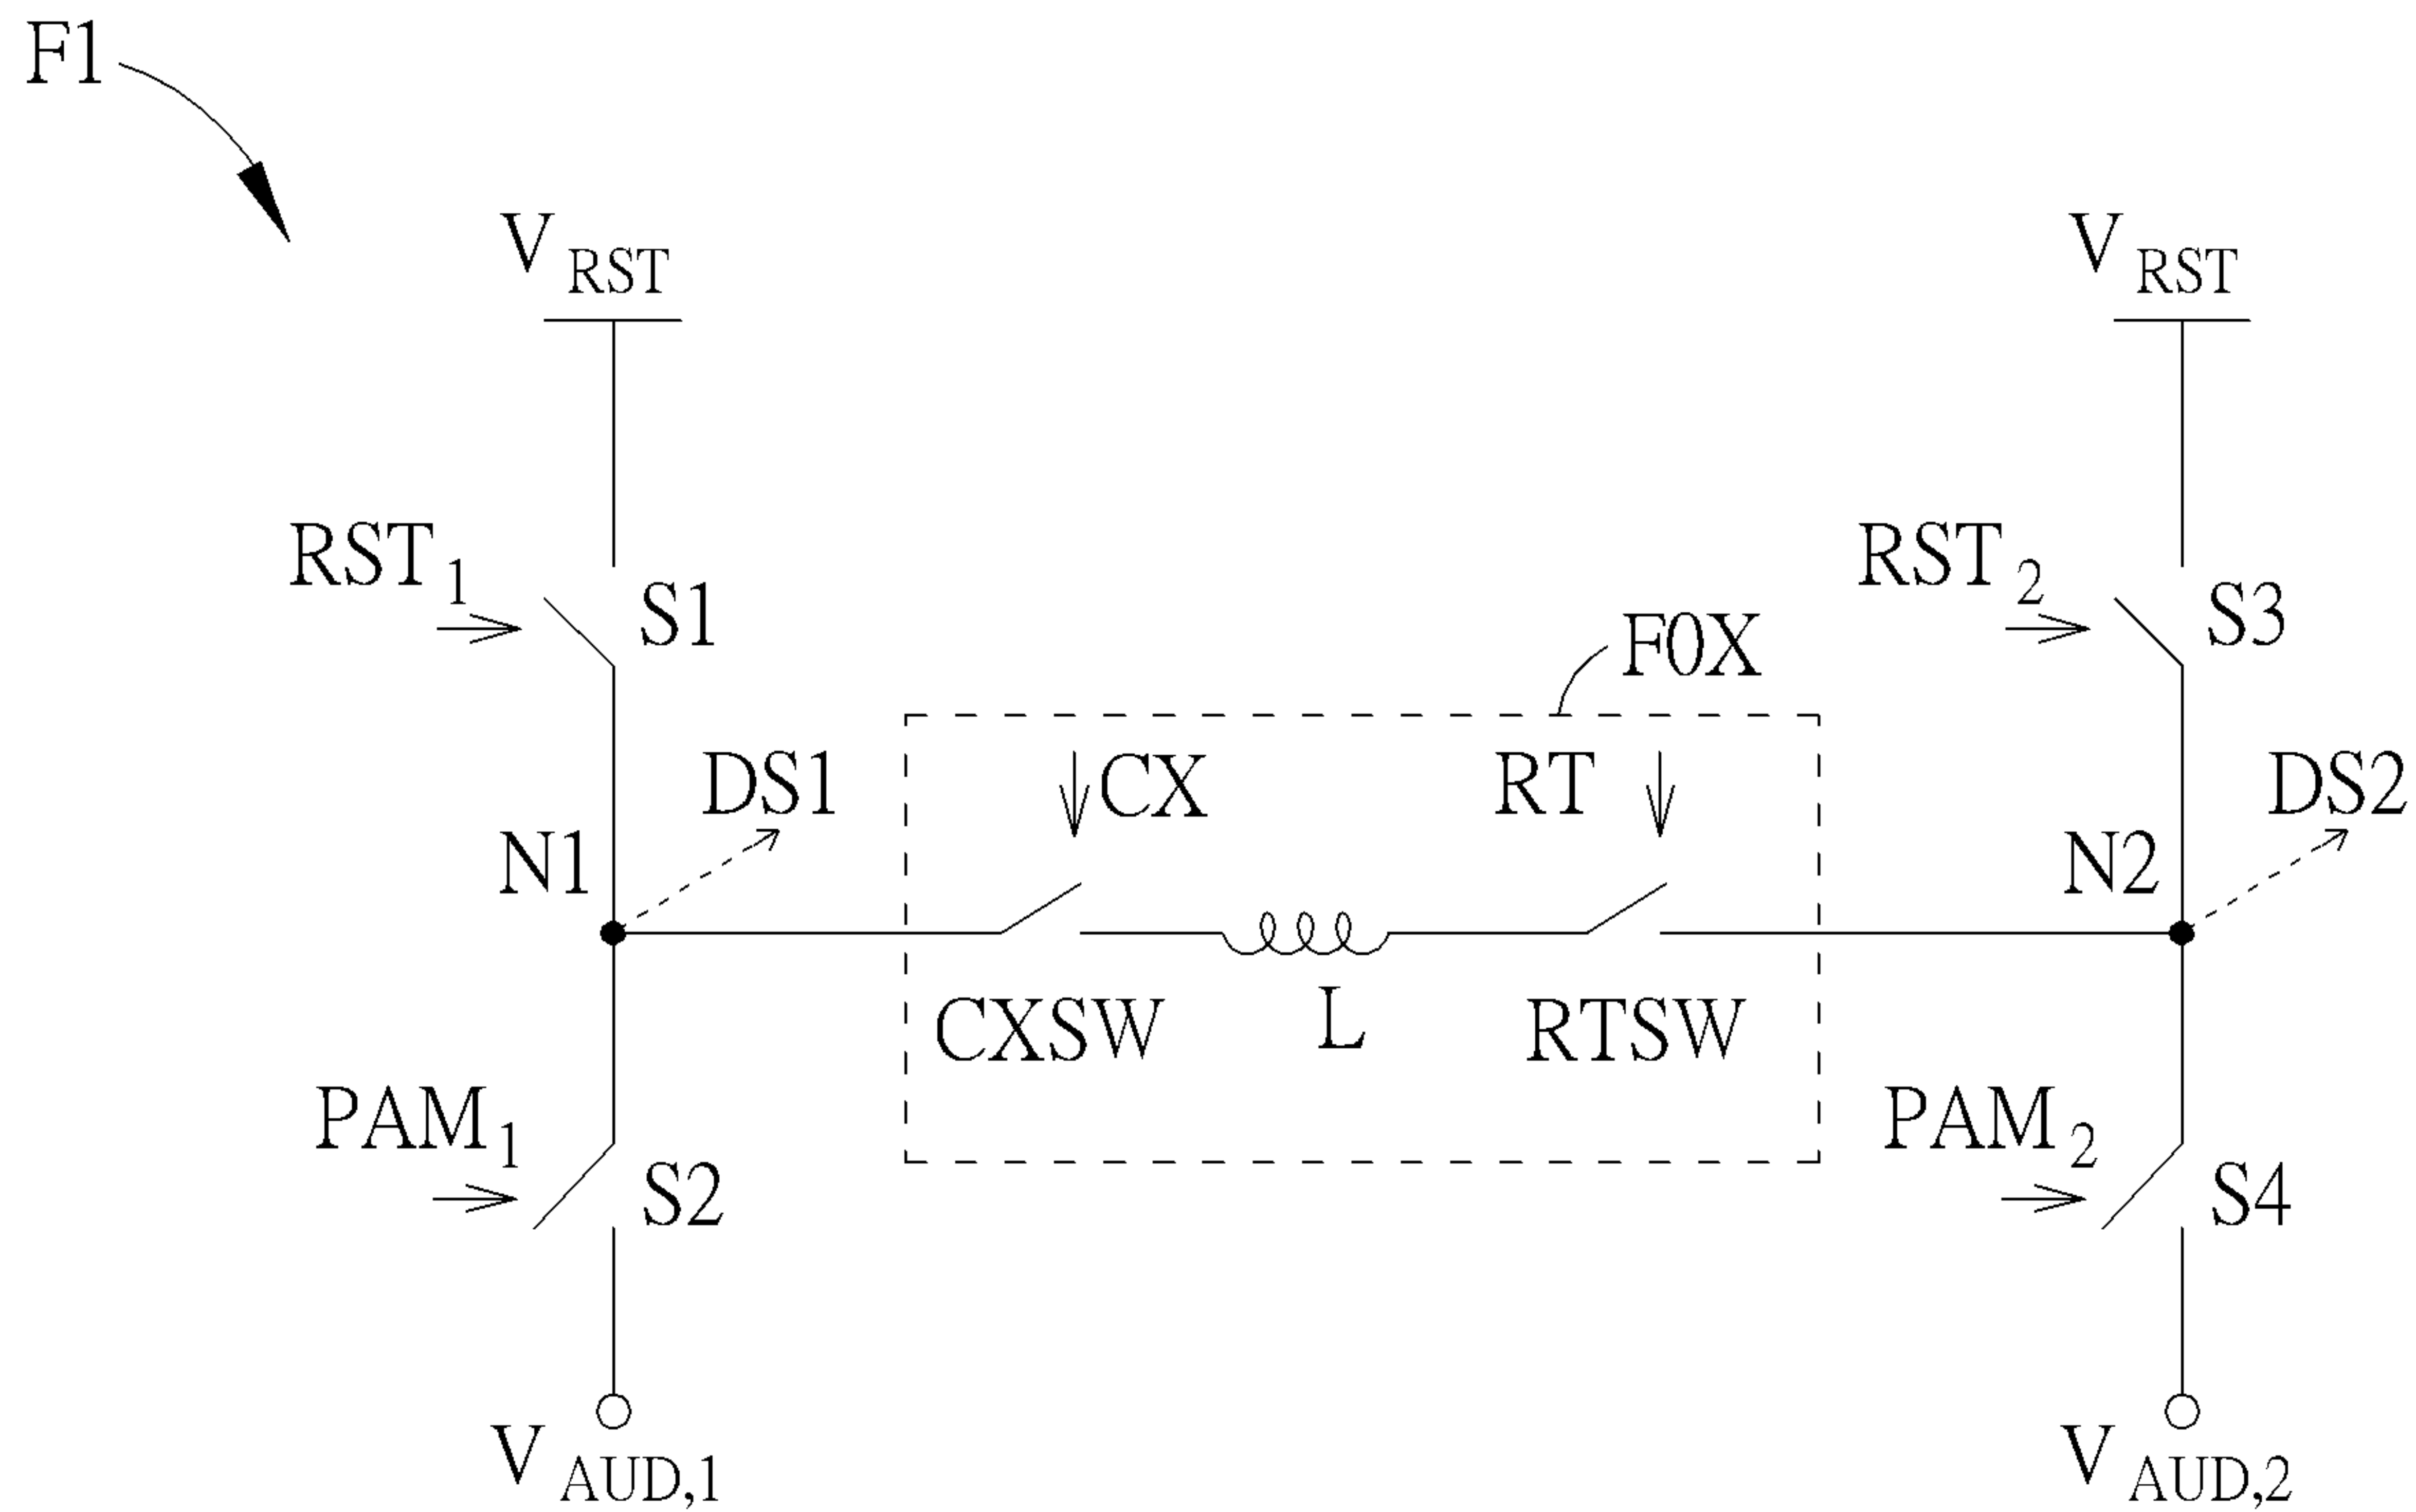 F1
V RST
V RST
RST 1
S1
RST 2
S3
F0X
DS1
CX
RT
DS2
N1
N2
CXSW
L
RTSW
PAM 1
S2
PAM 2
S4
V AUD,1
V AUD,2